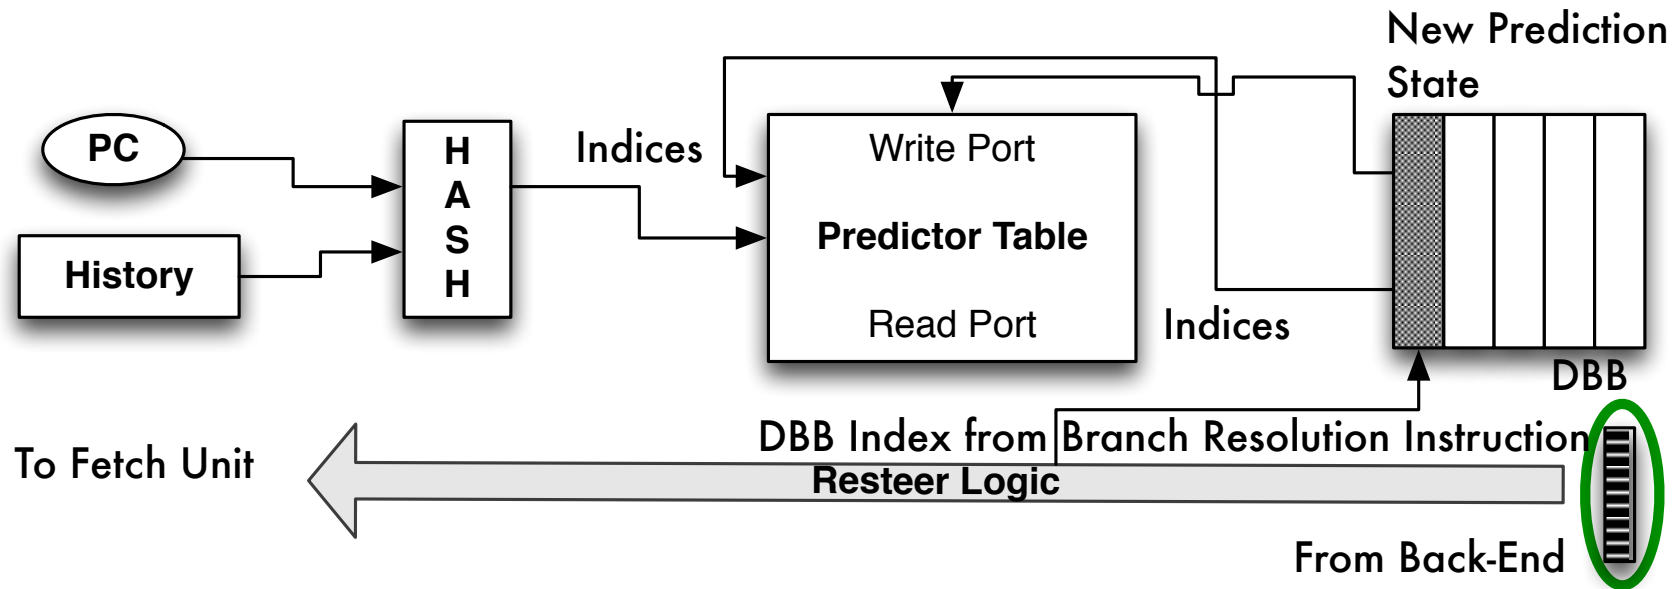 New Prediction
State
PC
H
A
S
H
Indices
Write Port
Predictor Table
History
Read Port
Indices
DBB
DBB Index from Branch Resolution Instruction
To Fetch Unit
Resteer Logic
From Back-End